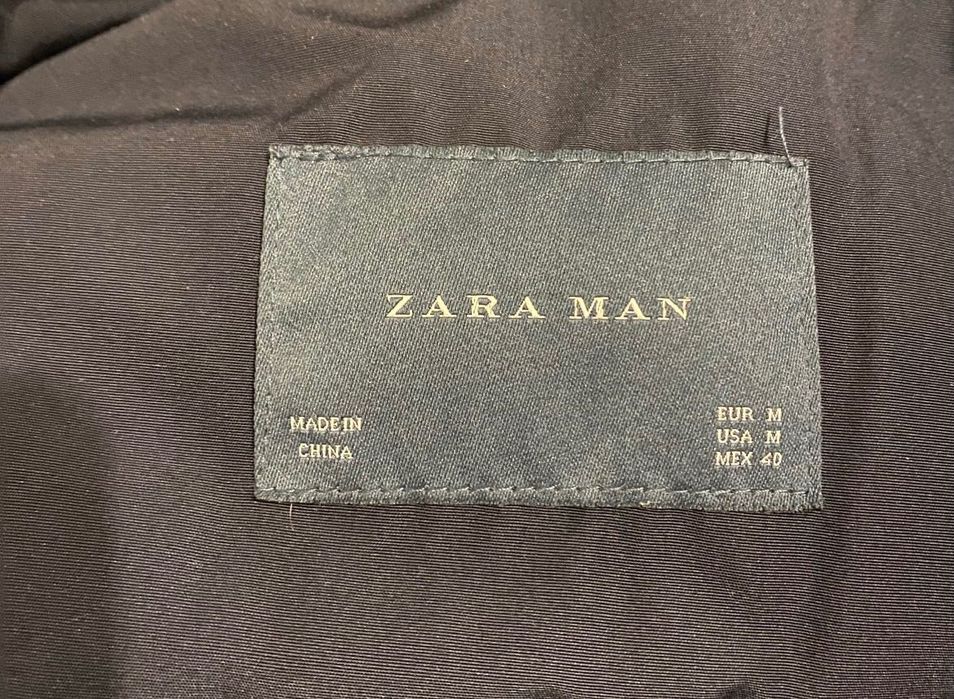 ZARA MAN
MADE IN
CHINA
EUR M
USA M
MEX 40